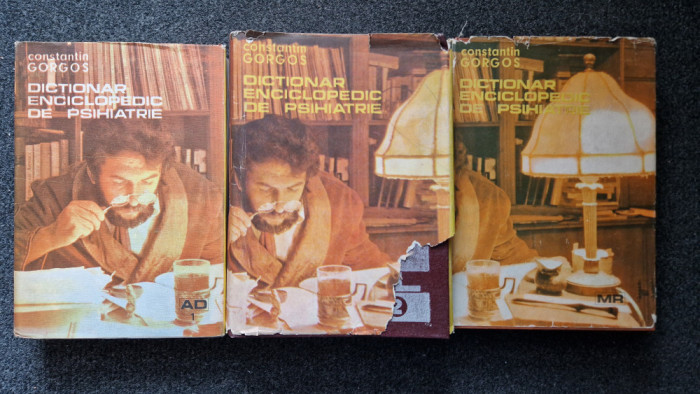 constantin
GORGOS
DICTIONAR
ENCICLOPEDIC
DE PSIHIATRIE
AD
1
constantin
GORGOS
DICTIONAR
ENCICLOPEDIC
DE PSIHIATRIE
2
constantin
GORGOS
DICTIONAR
ENCICLOPEDIC
DE PSIHIATRIE
MR